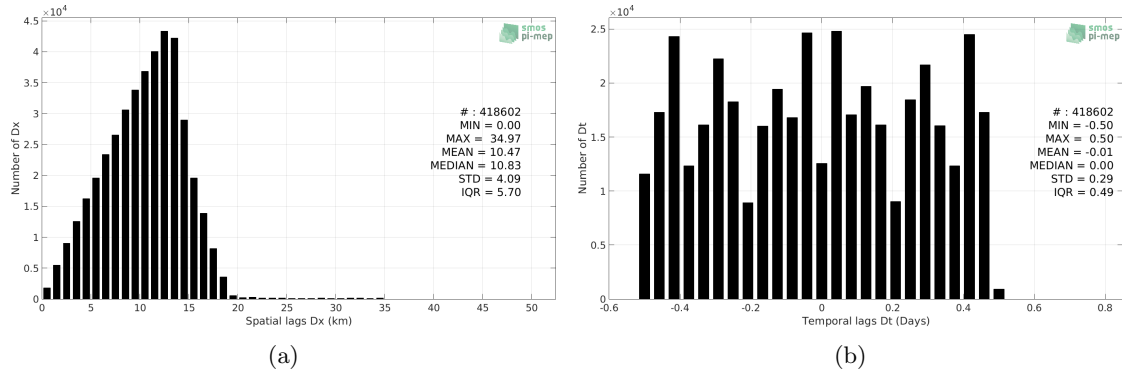 ×10⁴
4.5
4
3.5
3
2.5
2
1.5
1
0.5
0
Number of Dx
0 5 10 15 20 25 30 35 40 45 50
Spatial lags Dx (km)
smos
pi-mep
# : 418602
MIN = 0.00
MAX = 34.97
MEAN = 10.47
MEDIAN = 10.83
STD = 4.09
IQR = 5.70
(a)
×10⁴
2.5
2
1.5
1
0.5
0
Number of Dt
-0.6 -0.4 -0.2 0 0.2 0.4 0.6 0.8
Temporal lags Dt (Days)
smos
pi-mep
# : 418602
MIN = -0.50
MAX = 0.50
MEAN = -0.01
MEDIAN = 0.00
STD = 0.29
IQR = 0.49
(b)